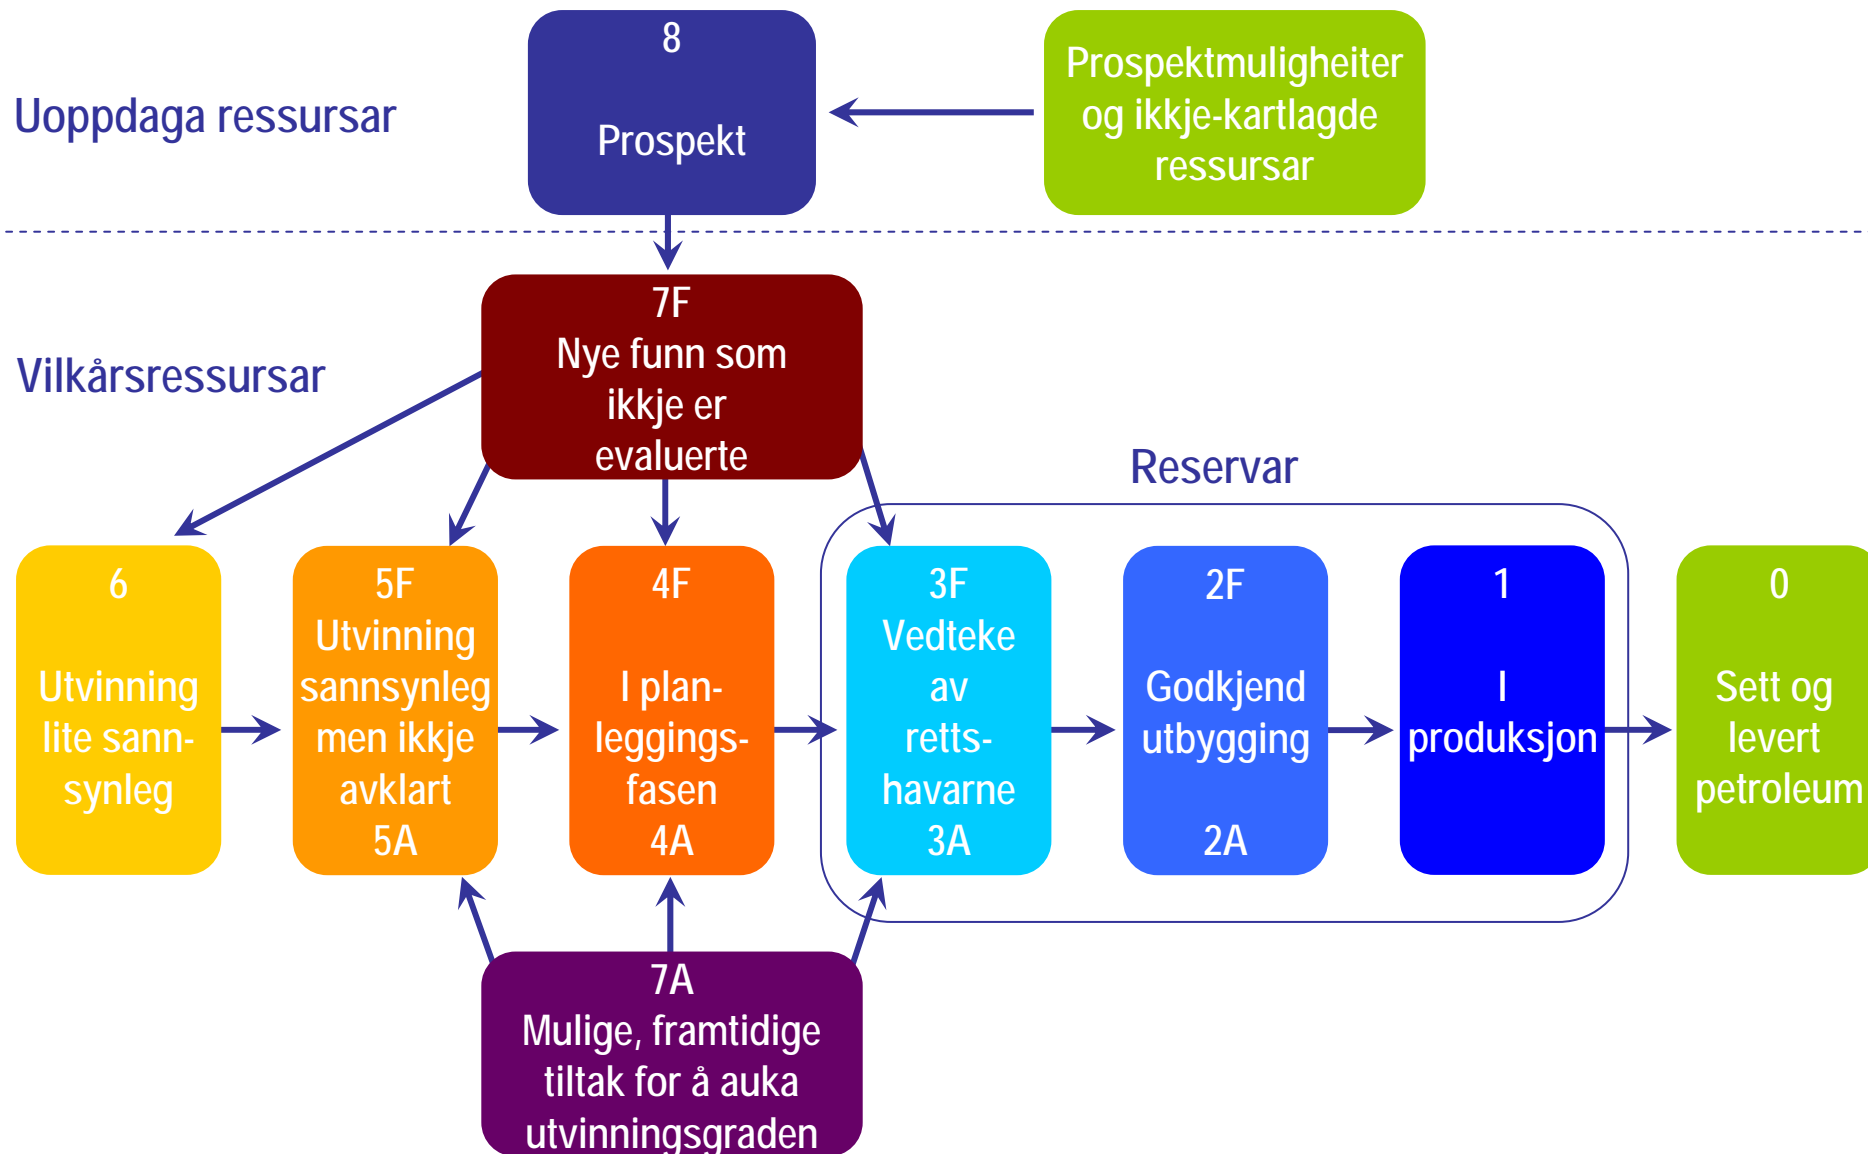 Uoppdaga ressursar
8
Prospekt
Prospektmuligheiter
og ikkje-kartlagde
ressursar
Vilkårsressursar
7F
Nye funn som
ikkje er
evaluerte
Reservar
6
Utvinning
lite sann-
synleg
5F
Utvinning
sannsynleg
men ikkje
avklart
5A
4F
I plan-
leggings-
fasen
4A
3F
Vedteke
av
retts-
havarne
3A
2F
Godkjend
utbygging
2A
1
I
produksjon
0
Sett og
levert
petroleum
7A
Mulige, framtidige
tiltak for å auka
utvinningsgraden